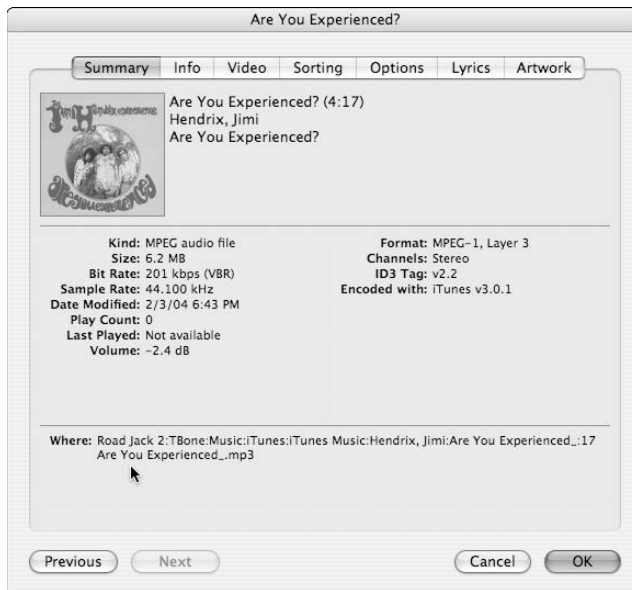 Are You Experienced?
Summary Info Video Sorting Options Lyrics Artwork
Are You Experienced? (4:17)
Hendrix, Jimi
Are You Experienced?
Kind: MPEG audio file
Size: 6.2 MB
Bit Rate: 201 kbps (VBR)
Sample Rate: 44.100 kHz
Date Modified: 2/3/04 6:43 PM
Play Count: 0
Last Played: Not available
Volume: -2.4 dB
Format: MPEG-1, Layer 3
Channels: Stereo
ID3 Tag: v2.2
Encoded with: iTunes v3.0.1
Where: Road Jack 2:TBone:Music:iTunes:iTunes Music:Hendrix, Jimi:Are You Experienced_:17
Are You Experienced_.mp3
Previous Next Cancel OK